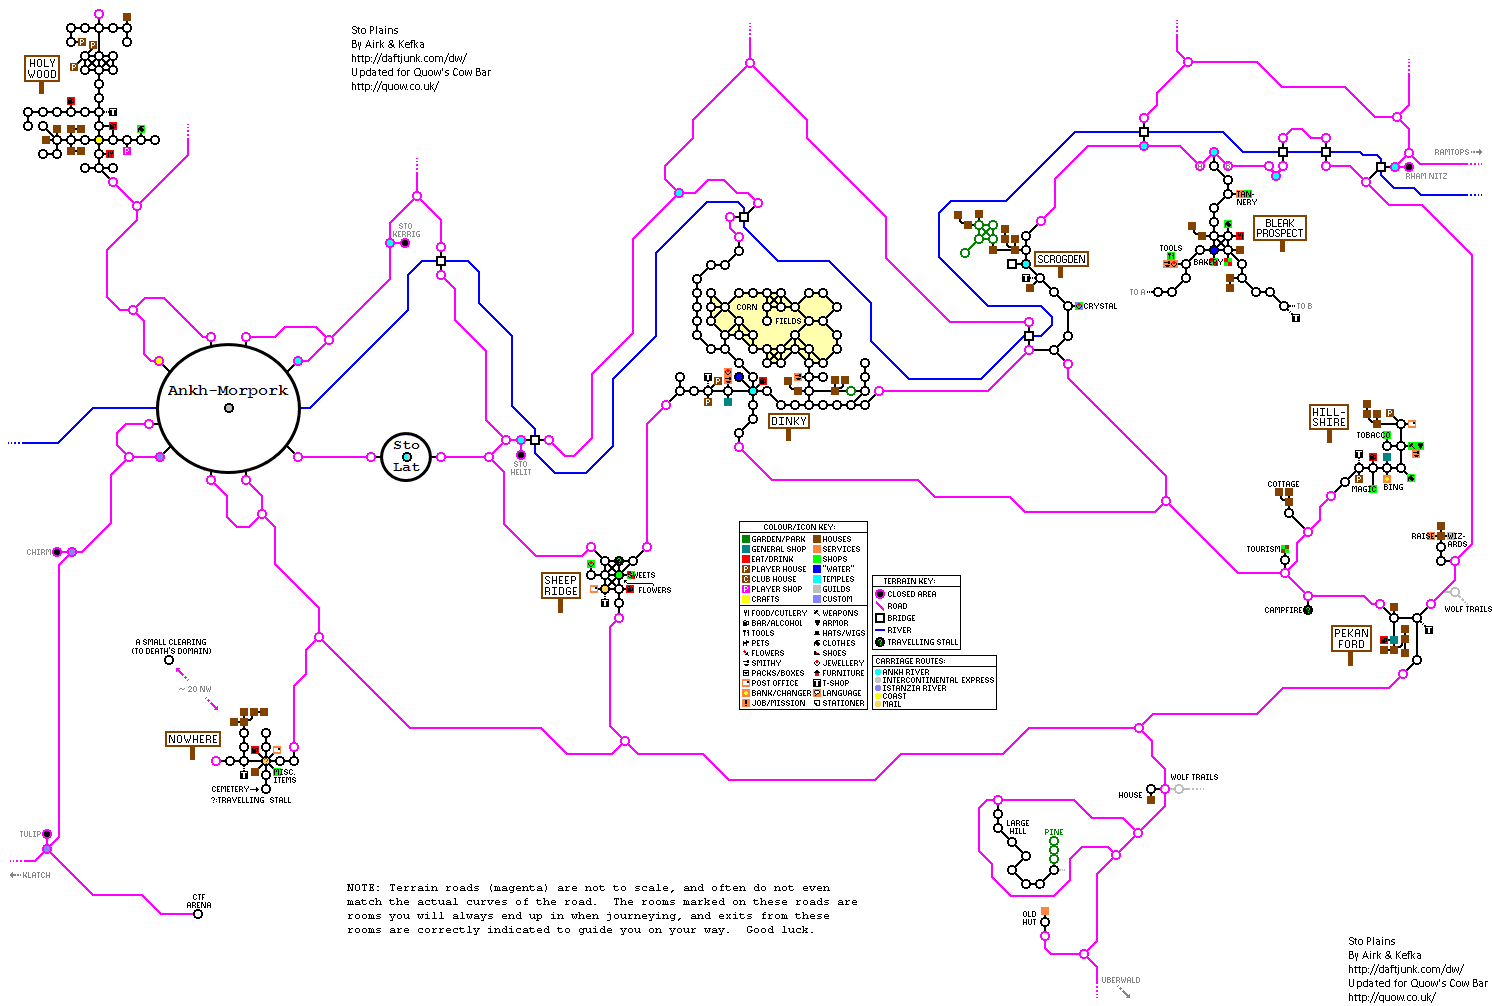 Sto Plains
By Airk & Kefka
http://daftjunk.com/dw/
Updated for Quow's Cow Bar
http://quow.co.uk/
HOLY
WOOD
T
P
P
P
P
RAMTOPS
RHAM NITZ
TAN-
NERY
BLEAK
PROSPECT
TOOLS
BAKERY
TO A
TO B
T
A
B
STO
KERRIG
SCROGDEN
T
CRYSTAL
CORN
FIELDS
Ankh-Morpork
T
P
P
DINKY
Sto
Lat
STO
HELIT
HILL-
SHIRE
P
TOBACCO
T
P
MAGIC
BING
COTTAGE
CHIRM
TOURISM
RAISE
WIZ-
ARDS
CAMPFIRE
WOLF TRAILS
PEKAN
FORD
T
SHEEP
RIDGE
SWEETS
FLOWERS
T
COLOUR/ICON KEY:
GARDEN/PARK
HOUSES
GENERAL SHOP
SERVICES
EAT/DRINK
SHOPS
P PLAYER HOUSE
"WATER"
C CLUB HOUSE
TEMPLES
P PLAYER SHOP
GUILDS
CRAFTS
CUSTOM
FOOD/CUTLERY
WEAPONS
BAR/ALCOHOL
ARMOR
TOOLS
HATS/WIGS
PETS
CLOTHES
FLOWERS
SHOES
SMITHY
JEWELLERY
PACKS/BOXES
FURNITURE
POST OFFICE
T T-SHOP
BANK/CHANGER
LANGUAGE
! JOB/MISSION
STATIONER
TERRAIN KEY:
CLOSED AREA
ROAD
BRIDGE
RIVER
? TRAVELLING STALL
CARRIAGE ROUTES:
ANKH RIVER
INTERCONTINENTAL EXPRESS
ISTANZIA RIVER
COAST
MAIL
A SMALL CLEARING
(TO DEATH'S DOMAIN)
~ 20 NW
NOWHERE
T
MISC.
ITEMS
CEMETERY
?:TRAVELLING STALL
TULIP
KLATCH
CTF
ARENA
WOLF TRAILS
HOUSE
LARGE
HILL
PINE
OLD
HUT
UBERWALD
NOTE: Terrain roads (magenta) are not to scale, and often do not even
match the actual curves of the road. The rooms marked on these roads are
rooms you will always end up in when journeying, and exits from these
rooms are correctly indicated to guide you on your way. Good luck.
Sto Plains
By Airk & Kefka
http://daftjunk.com/dw/
Updated for Quow's Cow Bar
http://quow.co.uk/